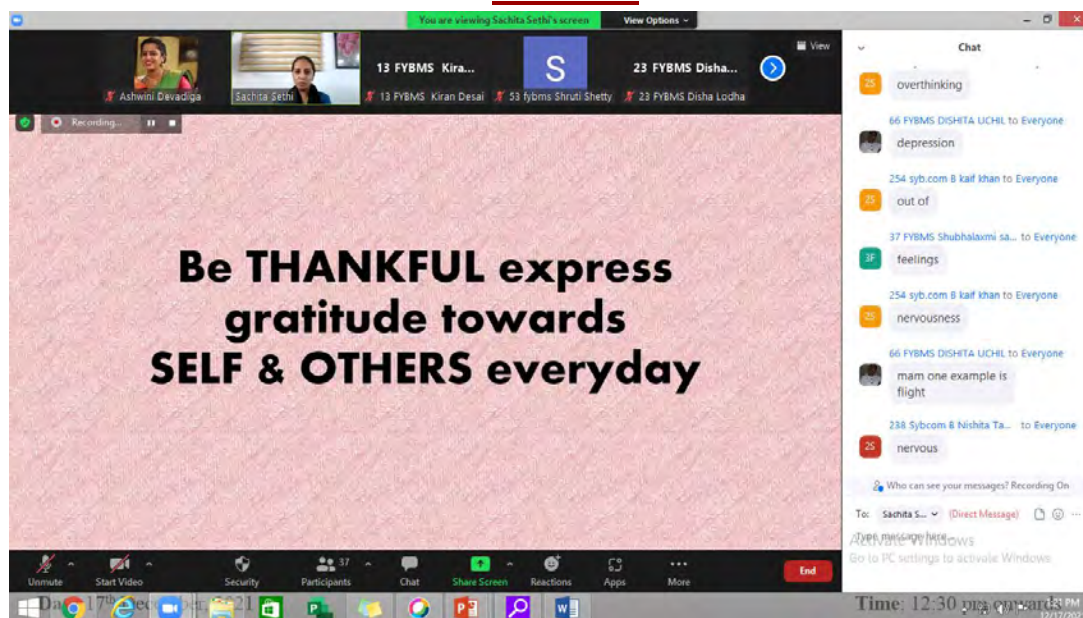 You are viewing Sachita Sethi's screen
View Options
View
Ashwini Devadiga
Sachita Sethi
13 FYBMS Kira...
13 FYBMS Kiran Desai
S
53 fybms Shruti Shetty
23 FYBMS Disha...
23 FYBMS Disha Lodha
Recording...
Be THANKFUL express
gratitude towards
SELF & OTHERS everyday
Chat
2S
overthinking
66 FYBMS DISHITA UCHIL to Everyone
depression
254 syb.com B kaif khan to Everyone
2S
out of
37 FYBMS Shubhalaxmi sa... to Everyone
3F
feelings
254 syb.com B kaif khan to Everyone
2S
nervousness
66 FYBMS DISHITA UCHIL to Everyone
mam one example is
flight
238 Sybcom B Nishita Ta... to Everyone
2S
nervous
Who can see your messages? Recording On
To: Sachita S... (Direct Message)
Type message here...
Activate Windows
Go to PC settings to activate Windows.
Unmute
Start Video
Security
37
Participants
Chat
Share Screen
Reactions
Apps
More
End
2021
Time: 12:30 pm onwards